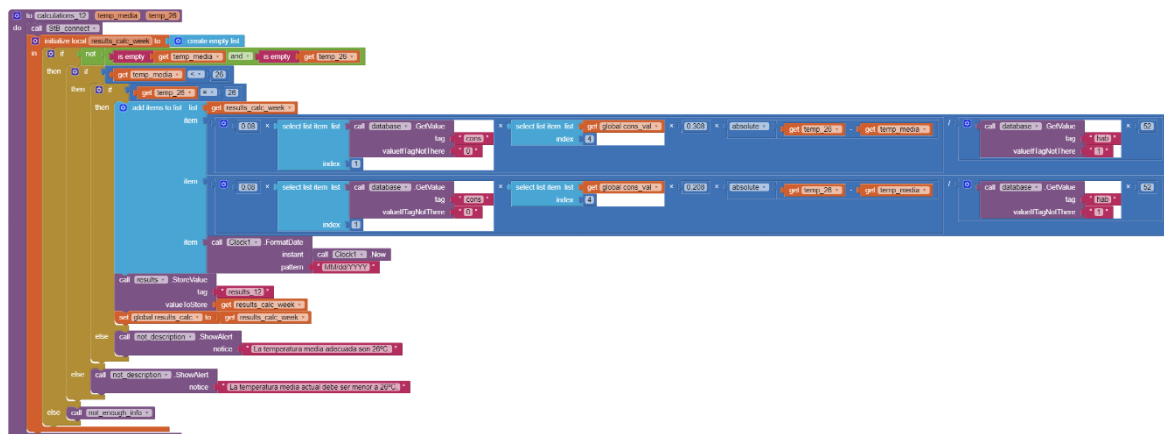 to calculations_12 temp_media temp_26
do call StB_connect
initialize local results_calc_week to create empty list
in if not is empty get temp_media and is empty get temp_26
then if get temp_media < 26
then if get temp_26 = 26
then add items to list list get results_calc_week
item 0.08 × select list item list call database .GetValue tag " cons " valueIfTagNotThere " 0 " index 1 × select list item list get global cons_val index 4 × 0.308 × absolute get temp_26 - get temp_media / call database .GetValue tag " hab " valueIfTagNotThere " 1 " × 52
item 0.08 × select list item list call database .GetValue tag " cons " valueIfTagNotThere " 0 " index 1 × select list item list get global cons_val index 4 × 0.208 × absolute get temp_26 - get temp_media / call database .GetValue tag " hab " valueIfTagNotThere " 1 " × 52
item call Clock1 .FormatDate
instant call Clock1 .Now
pattern " MM/dd/YYYY "
call results .StoreValue
tag " results_12 "
valueToStore get results_calc_week
set global results_calc to get results_calc_week
else call not_description .ShowAlert
notice " La temperatura media adecuada son 26ºC. "
else call not_description .ShowAlert
notice " La temperatura media actual debe ser menor a 26ºC. "
else call not_enough_info